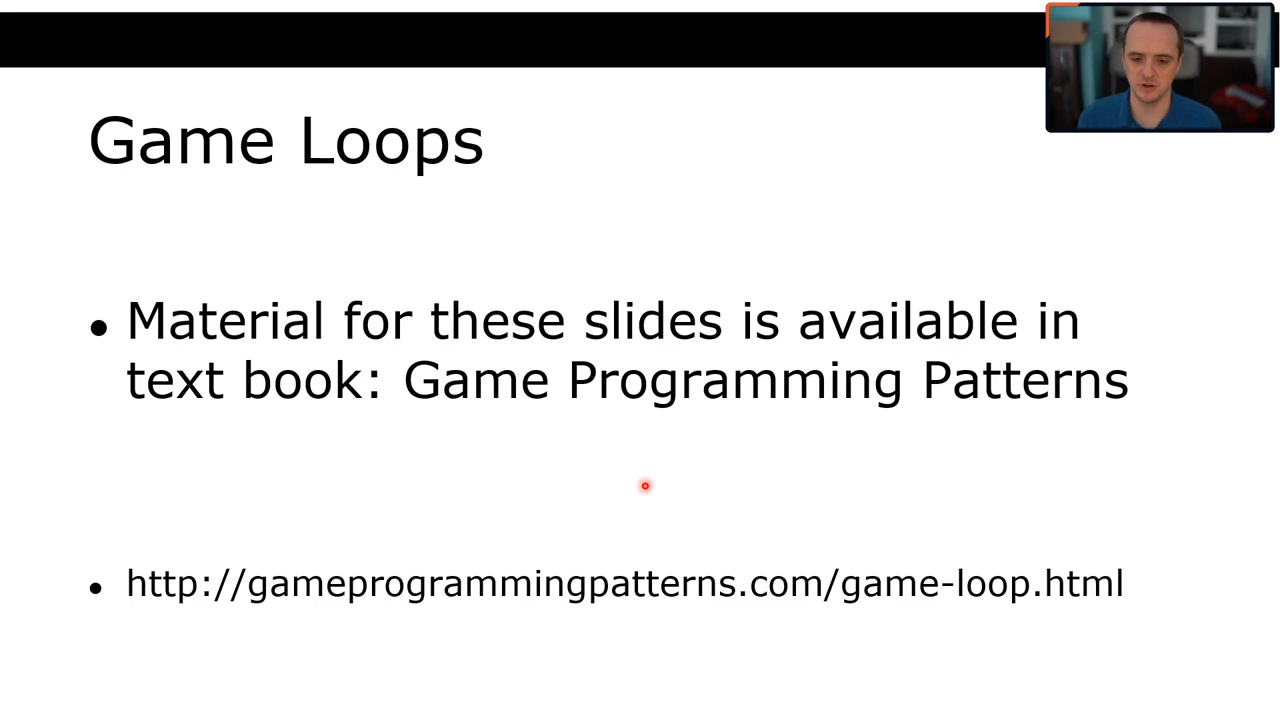 Game Loops
● Material for these slides is available in
text book: Game Programming Patterns
● http://gameprogrammingpatterns.com/game-loop.html